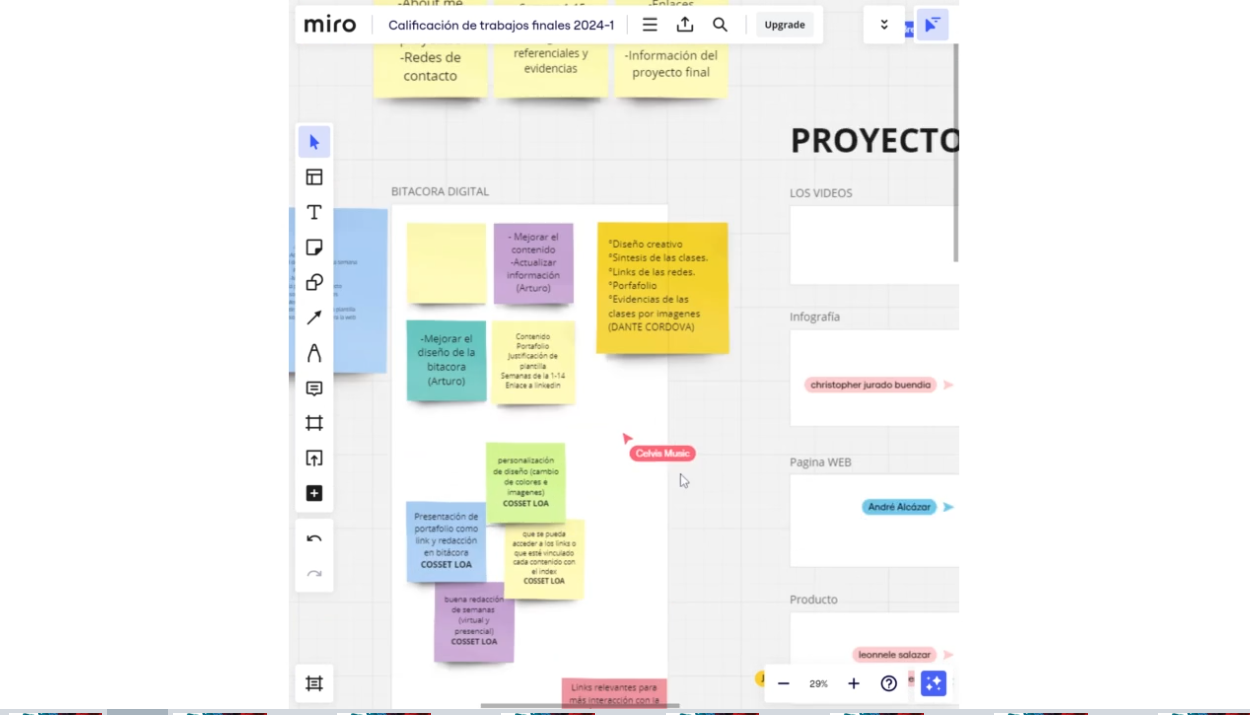 -About me
-Enlaces
miro
Calificación de trabajos finales 2024-1
Upgrade
-Redes de
contacto
referenciales y
evidencias
-Información del
proyecto final
PROYECTO
BITACORA DIGITAL
LOS VIDEOS
- Mejorar el
contenido
-Actualizar
información
(Arturo)
°Diseño creativo
°Sintesis de las clases.
°Links de las redes.
°Porfafolio
°Evidencias de las
clases por imagenes
(DANTE CORDOVA)
-Mejorar el
diseño de la
bitacora
(Arturo)
Contenido
Portafolio
Justificación de
plantilla
Semanas de la 1-14
Enlace a linkedin
Infografía
christopher jurado buendia
Celvis Music
Pagina WEB
André Alcázar
personalización
de diseño (cambio
de colores e
imagenes)
COSSET LOA
Presentación de
portafolio como
link y redacción
en bitácora
COSSET LOA
que se pueda
acceder a los links o
que esté vinculado
cada contenido con
el index
COSSET LOA
buena redacción
de semanas
(virtual y
presencial)
COSSET LOA
Producto
leonnele salazar
Links relevantes para
más interacción con la
29%